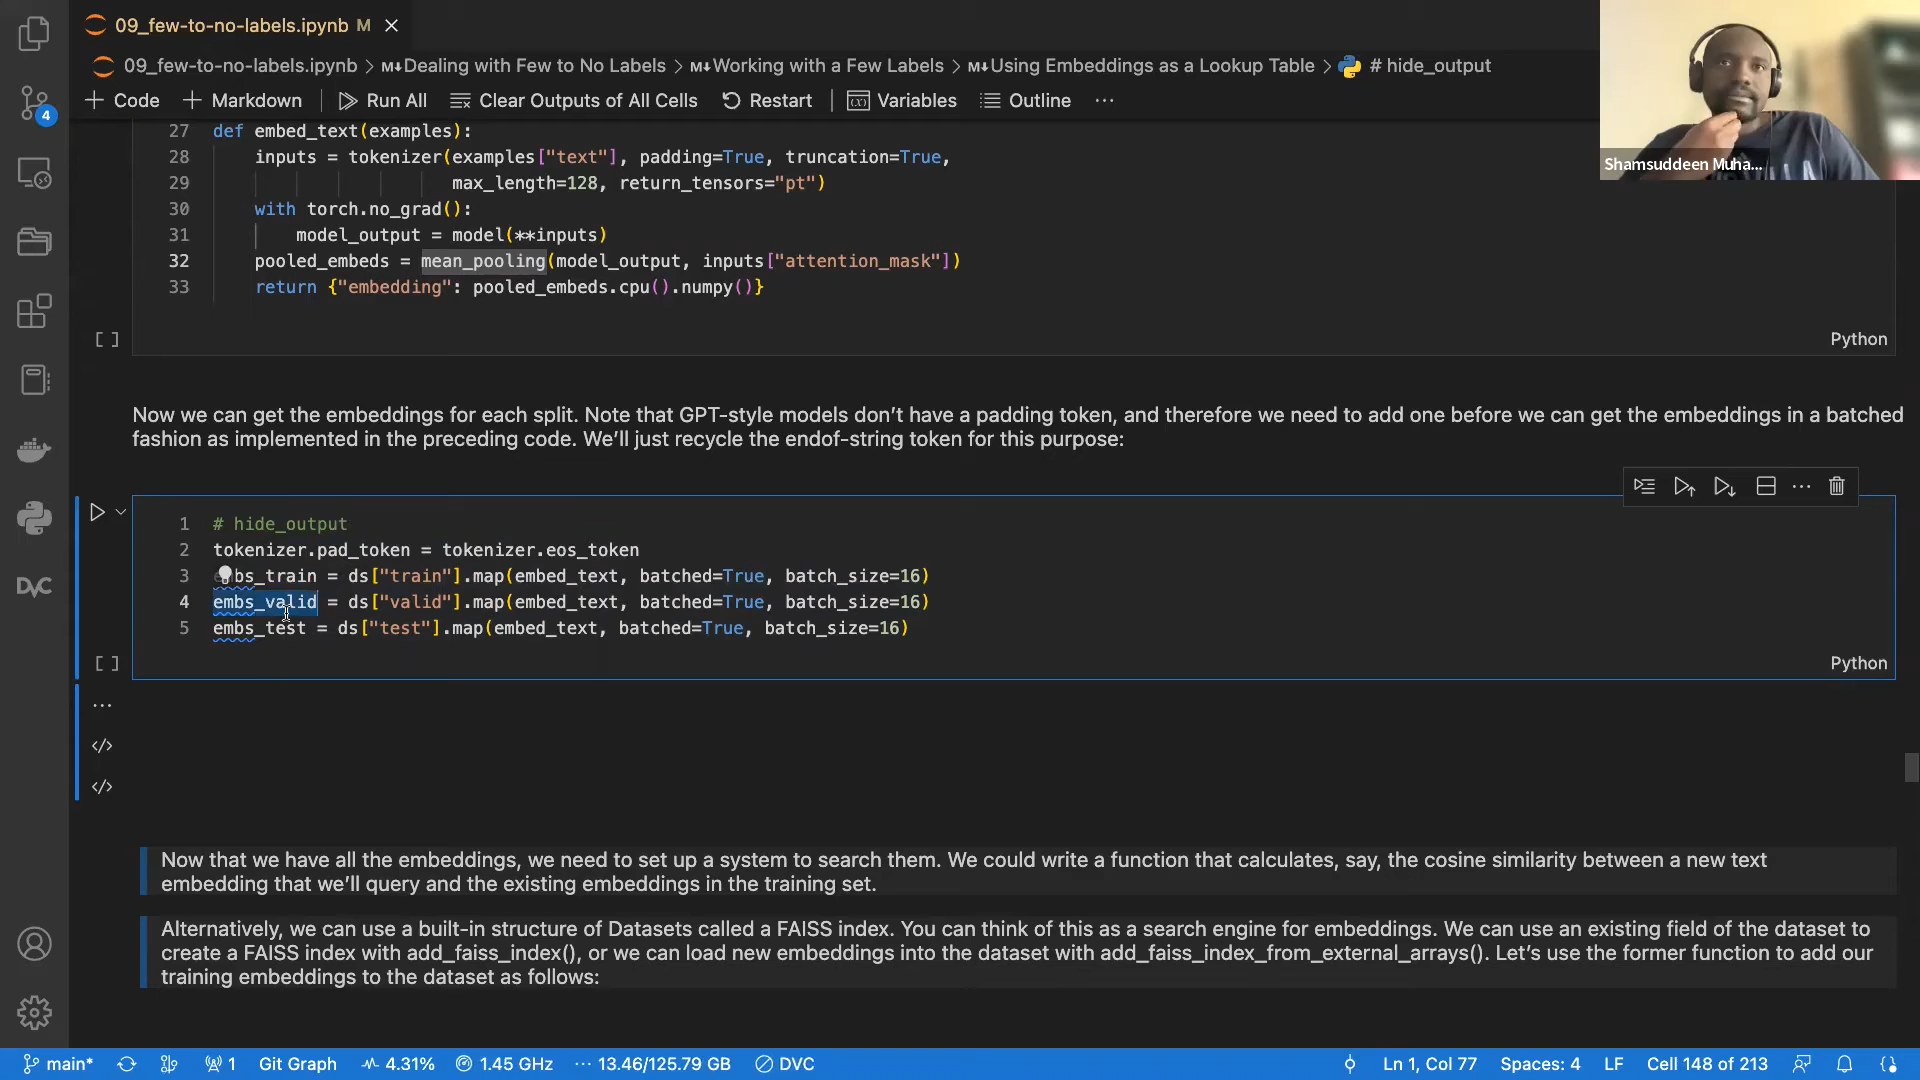 09_few-to-no-labels.ipynb M
09_few-to-no-labels.ipynb > M↓Dealing with Few to No Labels > M↓Working with a Few Labels > M↓Using Embeddings as a Lookup Table > # hide_output
+ Code + Markdown Run All Clear Outputs of All Cells Restart Variables Outline ...
Shamsuddeen Muha...
4
27 def embed_text(examples):
28 inputs = tokenizer(examples["text"], padding=True, truncation=True,
29 max_length=128, return_tensors="pt")
30 with torch.no_grad():
31 model_output = model(**inputs)
32 pooled_embeds = mean_pooling(model_output, inputs["attention_mask"])
33 return {"embedding": pooled_embeds.cpu().numpy()}
[ ] Python
Now we can get the embeddings for each split. Note that GPT-style models don't have a padding token, and therefore we need to add one before we can get the embeddings in a batched
fashion as implemented in the preceding code. We'll just recycle the endof-string token for this purpose:
1 # hide_output
2 tokenizer.pad_token = tokenizer.eos_token
3 embs_train = ds["train"].map(embed_text, batched=True, batch_size=16)
4 embs_valid = ds["valid"].map(embed_text, batched=True, batch_size=16)
5 embs_test = ds["test"].map(embed_text, batched=True, batch_size=16)
[ ] Python
...
</>
</>
DVC
Now that we have all the embeddings, we need to set up a system to search them. We could write a function that calculates, say, the cosine similarity between a new text
embedding that we'll query and the existing embeddings in the training set.
Alternatively, we can use a built-in structure of Datasets called a FAISS index. You can think of this as a search engine for embeddings. We can use an existing field of the dataset to
create a FAISS index with add_faiss_index(), or we can load new embeddings into the dataset with add_faiss_index_from_external_arrays(). Let's use the former function to add our
training embeddings to the dataset as follows:
main* 1 Git Graph 4.31% 1.45 GHz ... 13.46/125.79 GB DVC Ln 1, Col 77 Spaces: 4 LF Cell 148 of 213